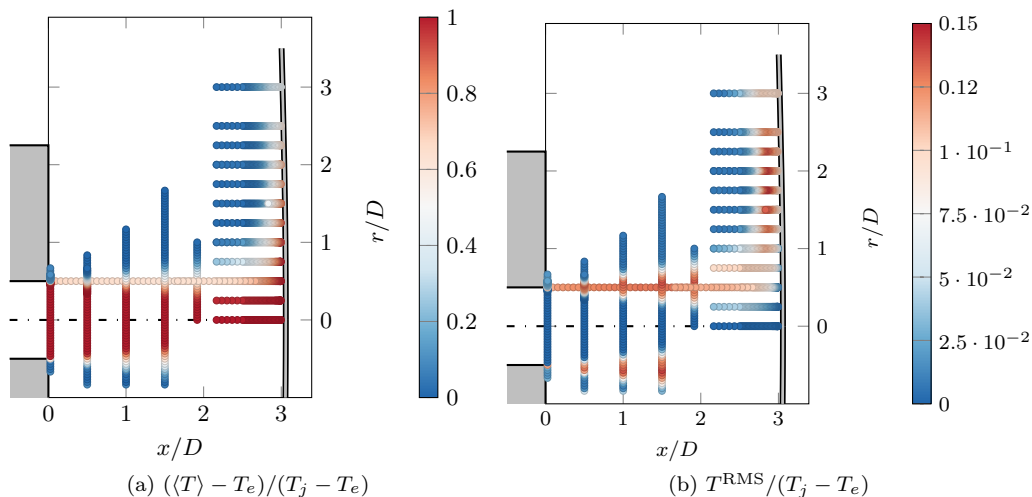 3
2
1
0
r/D
0 1 2 3
x/D
1
0.8
0.6
0.4
0.2
0
(a) (⟨T⟩ − T_e)/(T_j − T_e)
3
2
1
0
r/D
0 1 2 3
x/D
0.15
0.12
1 · 10⁻¹
7.5 · 10⁻²
5 · 10⁻²
2.5 · 10⁻²
0
(b) T^RMS/(T_j − T_e)